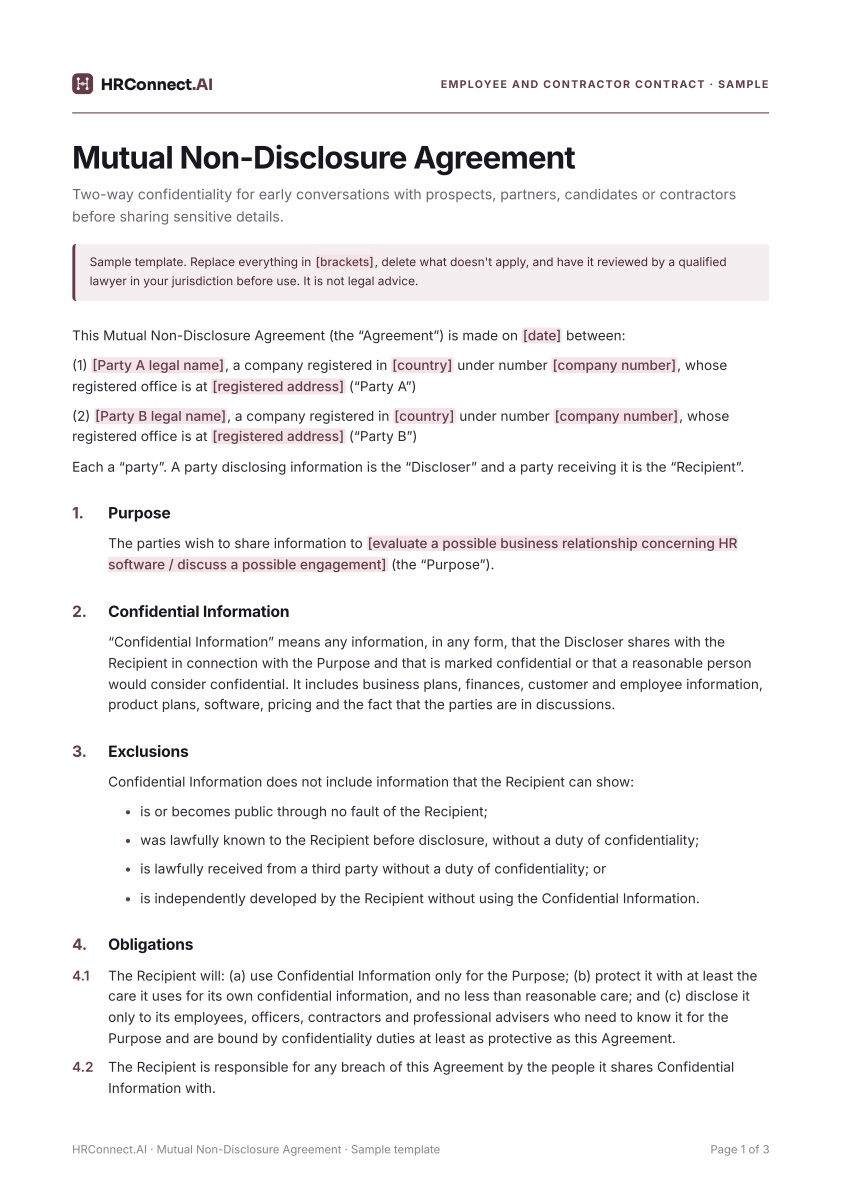 HRConnect.AI
EMPLOYEE AND CONTRACTOR CONTRACT · SAMPLE
Mutual Non-Disclosure Agreement
Two-way confidentiality for early conversations with prospects, partners, candidates or contractors
before sharing sensitive details.
Sample template. Replace everything in [brackets], delete what doesn't apply, and have it reviewed by a qualified
lawyer in your jurisdiction before use. It is not legal advice.
This Mutual Non-Disclosure Agreement (the “Agreement”) is made on [date] between:
(1) [Party A legal name], a company registered in [country] under number [company number], whose
registered office is at [registered address] (“Party A”)
(2) [Party B legal name], a company registered in [country] under number [company number], whose
registered office is at [registered address] (“Party B”)
Each a “party”. A party disclosing information is the “Discloser” and a party receiving it is the “Recipient”.
1. Purpose
The parties wish to share information to [evaluate a possible business relationship concerning HR
software / discuss a possible engagement] (the “Purpose”).
2. Confidential Information
“Confidential Information” means any information, in any form, that the Discloser shares with the
Recipient in connection with the Purpose and that is marked confidential or that a reasonable person
would consider confidential. It includes business plans, finances, customer and employee information,
product plans, software, pricing and the fact that the parties are in discussions.
3. Exclusions
Confidential Information does not include information that the Recipient can show:
• is or becomes public through no fault of the Recipient;
• was lawfully known to the Recipient before disclosure, without a duty of confidentiality;
• is lawfully received from a third party without a duty of confidentiality; or
• is independently developed by the Recipient without using the Confidential Information.
4. Obligations
4.1 The Recipient will: (a) use Confidential Information only for the Purpose; (b) protect it with at least the
care it uses for its own confidential information, and no less than reasonable care; and (c) disclose it
only to its employees, officers, contractors and professional advisers who need to know it for the
Purpose and are bound by confidentiality duties at least as protective as this Agreement.
4.2 The Recipient is responsible for any breach of this Agreement by the people it shares Confidential
Information with.
HRConnect.AI · Mutual Non-Disclosure Agreement · Sample template
Page 1 of 3